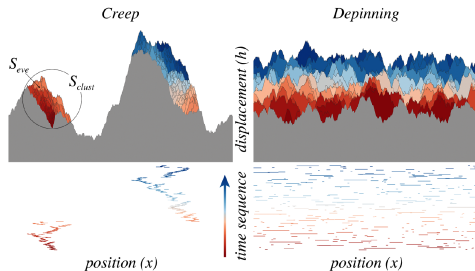 Creep
Depinning
S_eve
S_clust
displacement (h)
time sequence
position (x)
position (x)